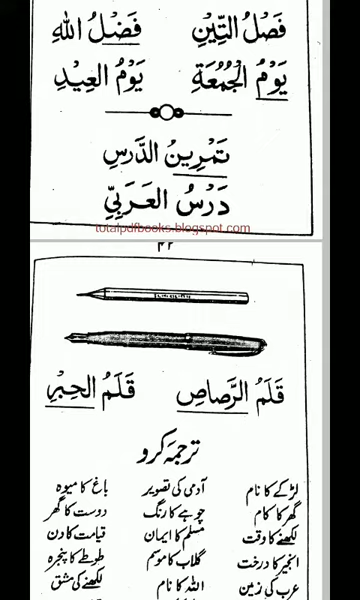 فَصْلُ التِّيْنِ    فَضْلُ اللهِ
يَوْمُ الْجُمُعَةِ    يَوْمُ الْعِيْدِ
تَمْرِينُ الدَّرسِ
دَرْسُ الْعَرَبِيِّ
totalpdfbooks.blogspot.com
۴۲
قَلَمُ الرَّصَاصِ    قَلَمُ الْحِبْرِ
ترجمہ کرو
لڑکے کا نام    آدمی کی تصویر    باغ کا میوہ
گھر کا کام    چوہے کا رنگ    دوست کا گھر
لکھنے کا وقت    مسلم کا ایمان    قیامت کا دن
انجیر کا درخت    گلاب کا موسم    طوطے کا پنجرہ
عرب کی زمین    اللہ کا نام    لکھنے کی مشق